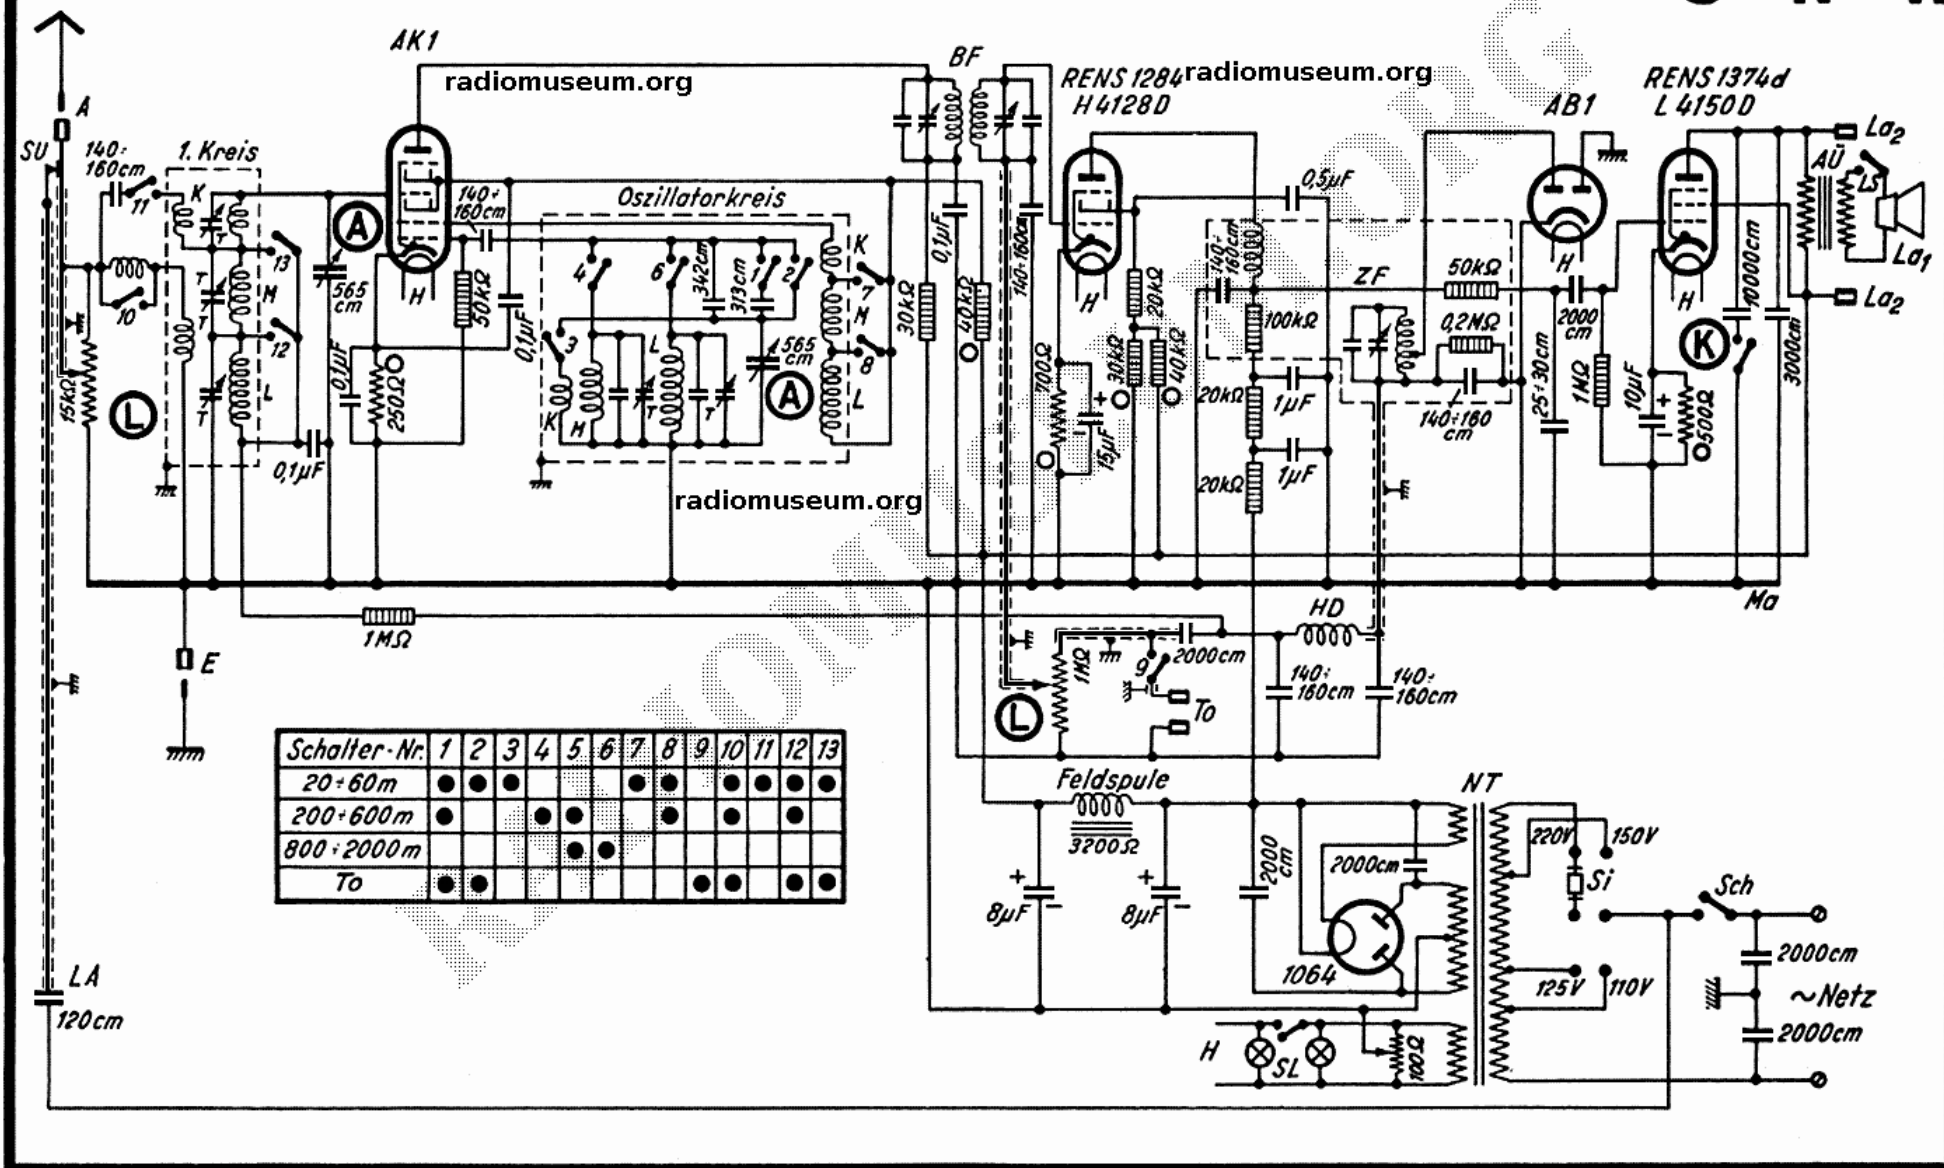 AK1
BF
radiomuseum.org
RENS 1284
H4128D
radiomuseum.org
AB1
RENS 1374d
L4150D
A
SU
140÷
160cm
11
1. Kreis
K
T
13
M
T
12
L
T
10
15kΩ
L
0,1µF
A
565
cm
H
0,1µF
250Ω
50kΩ
140÷
160cm
0,1µF
Oszillatorkreis
4
6
342cm
313cm
1
2
3
K
M
T
L
T
565
cm
A
K
7
M
8
L
30kΩ
0,1µF
40kΩ
140÷160cm
H
700Ω
15µF
+
−
20kΩ
30kΩ
40kΩ
0,5µF
140÷
160cm
100kΩ
20kΩ
1µF
20kΩ
1µF
ZF
50kΩ
0,2MΩ
140÷160
cm
H
2000
cm
25÷30cm
1MΩ
H
10µF
+
−
500Ω
K
10000cm
3000cm
AÜ
LS
La2
La1
La2
radiomuseum.org
Ma
1MΩ
E
L
1MΩ
9
2000cm
To
HD
140÷
160cm
140÷
160cm
Schalter-Nr. 1 2 3 4 5 6 7 8 9 10 11 12 13
20÷60m
200÷600m
800÷2000m
To
Feldspule
3200Ω
+
8µF
−
+
8µF
−
2000
cm
2000cm
1064
NT
220V
150V
Si
125V
110V
Sch
2000cm
~Netz
2000cm
H
SL
100Ω
LA
120cm
RADIOMUSEUM.ORG